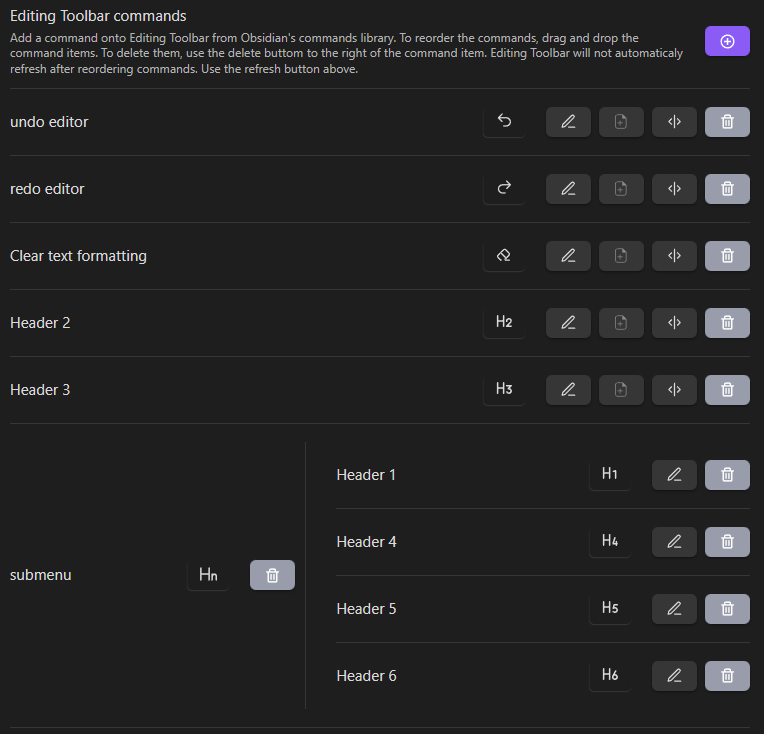 Editing Toolbar commands
Add a command onto Editing Toolbar from Obsidian's commands library. To reorder the commands, drag and drop the
command items. To delete them, use the delete buttom to the right of the command item. Editing Toolbar will not automaticaly
refresh after reordering commands. Use the refresh button above.
undo editor
redo editor
Clear text formatting
Header 2 H2
Header 3 H3
submenu Hn
Header 1 H1
Header 4 H4
Header 5 H5
Header 6 H6